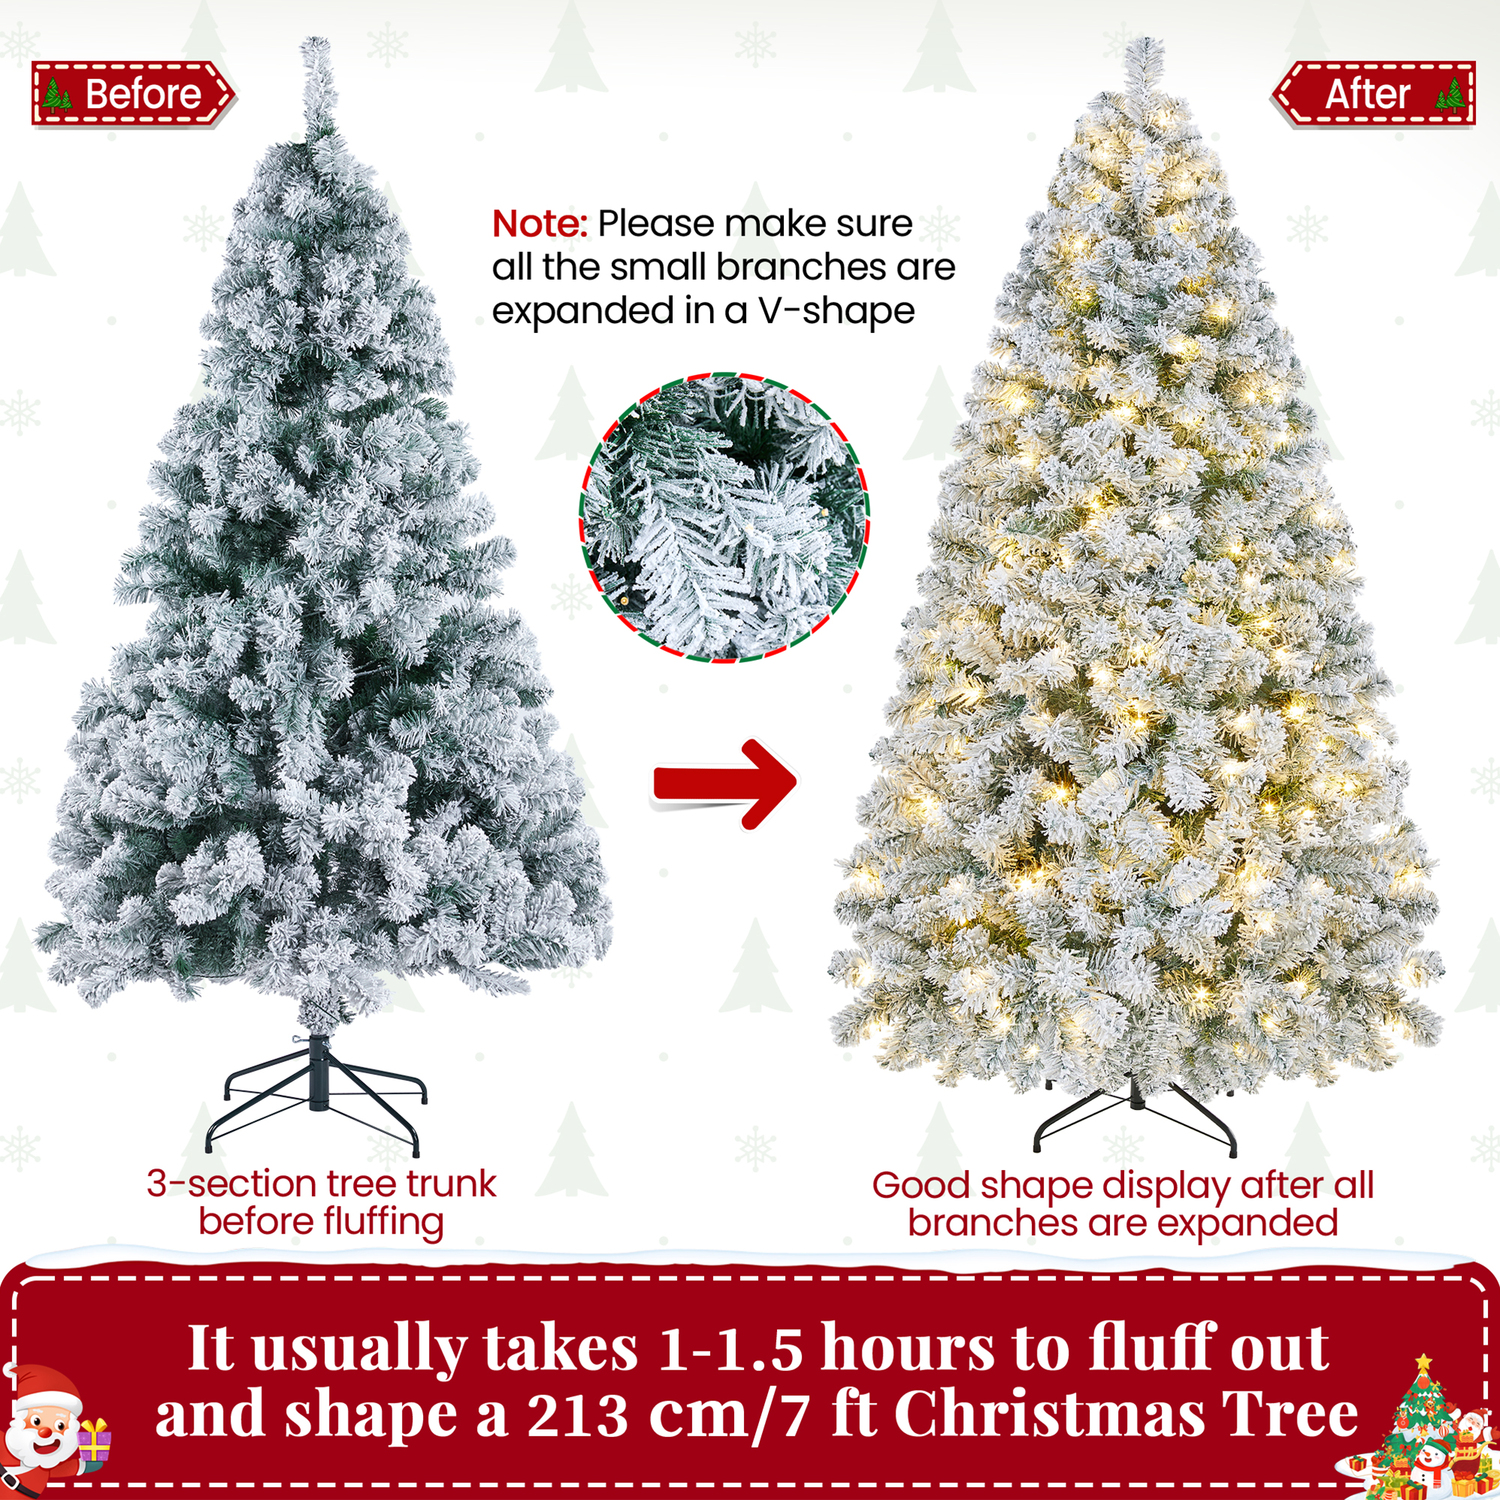 Before
After
Note: Please make sure
all the small branches are
expanded in a V-shape
3-section tree trunk
before fluffing
Good shape display after all
branches are expanded
It usually takes 1-1.5 hours to fluff out
and shape a 213 cm/7 ft Christmas Tree